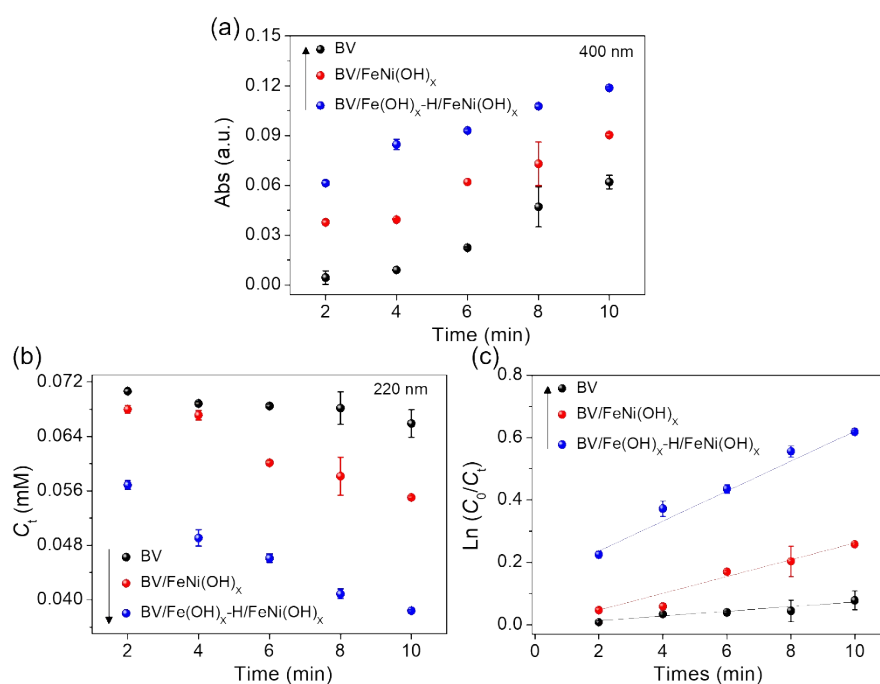 (a)
0.15
0.12
0.09
0.06
0.03
0.00
Abs (a.u.)
BV
BV/FeNi(OH)ₓ
BV/Fe(OH)ₓ-H/FeNi(OH)ₓ
400 nm
2 4 6 8 10
Time (min)
(b)
0.072
0.064
0.056
0.048
0.040
Cₜ (mM)
220 nm
BV
BV/FeNi(OH)ₓ
BV/Fe(OH)ₓ-H/FeNi(OH)ₓ
2 4 6 8 10
Time (min)
(c)
0.8
0.6
0.4
0.2
0.0
Ln (C₀/Cₜ)
BV
BV/FeNi(OH)ₓ
BV/Fe(OH)ₓ-H/FeNi(OH)ₓ
0 2 4 6 8 10
Times (min)